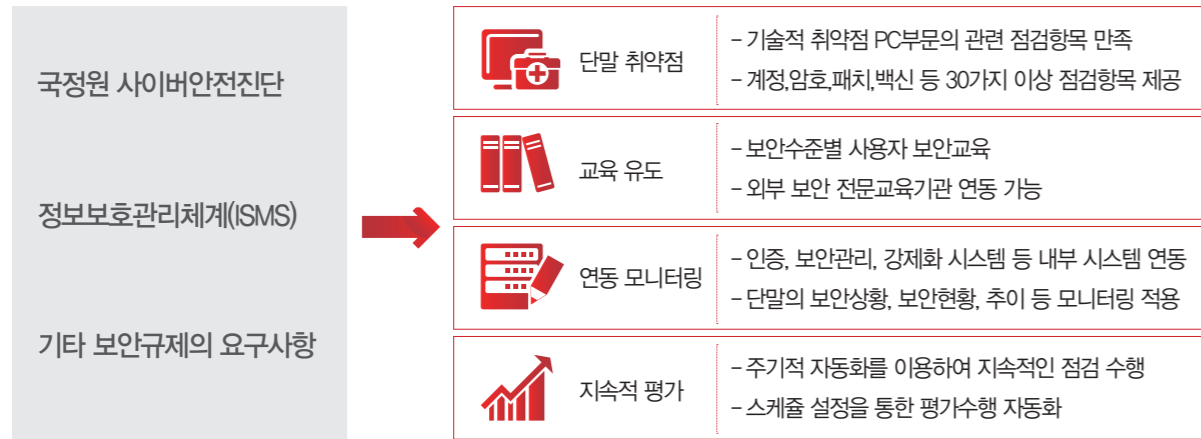 국정원 사이버안전진단
정보보호관리체계(ISMS)
기타 보안규제의 요구사항
단말 취약점
- 기술적 취약점 PC부문의 관련 점검항목 만족
- 계정,암호,패치,백신 등 30가지 이상 점검항목 제공
교육 유도
- 보안수준별 사용자 보안교육
- 외부 보안 전문교육기관 연동 가능
연동 모니터링
- 인증, 보안관리, 강제화 시스템 등 내부 시스템 연동
- 단말의 보안상황, 보안현황, 추이 등 모니터링 적용
지속적 평가
- 주기적 자동화를 이용하여 지속적인 점검 수행
- 스케쥴 설정을 통한 평가수행 자동화